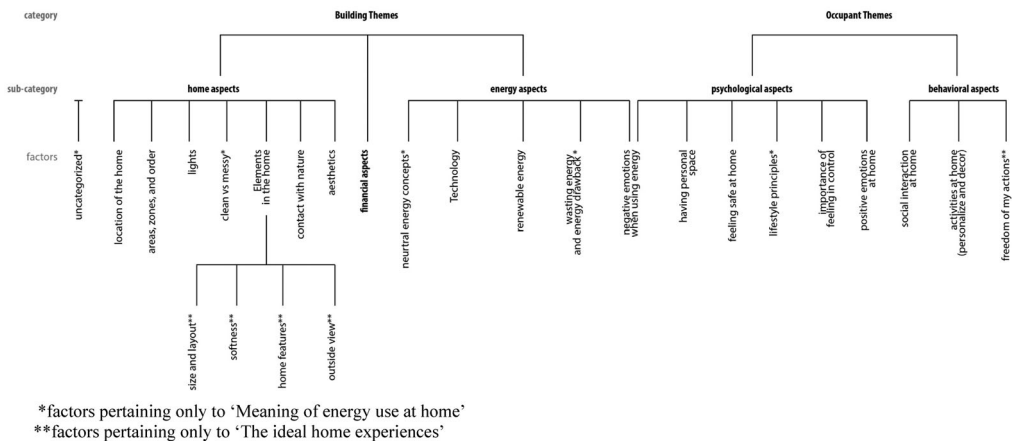 category
Building Themes
Occupant Themes
sub-category
home aspects
energy aspects
psychological aspects
behavioral aspects
factors
uncategorized*
location of the home
areas, zones, and order
lights
clean vs messy*
Elements
in the home
contact with nature
aesthetics
financial aspects
neurtral energy concepts*
Technology
renewable energy
wasting energy
and energy drawback*
negative emotions
when using energy
having personal
space
feeling safe at home
lifestyle principles*
importance of
feeling in control
positive emotions
at home
social interaction
at home
activities at home
(personalize and decor)
freedom of my actions**
size and layout**
softness**
home features**
outside view**
*factors pertaining only to ‘Meaning of energy use at home’
**factors pertaining only to ‘The ideal home experiences’